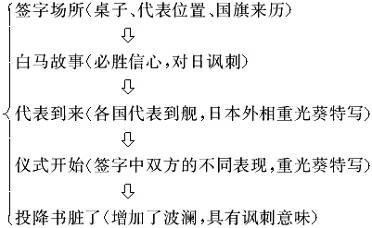 签字场所(桌子、代表位置、国旗来历)
白马故事(必胜信心,对日讽刺)
代表到来(各国代表到舰,日本外相重光葵特写)
仪式开始(签字中双方的不同表现,重光葵特写)
投降书脏了(增加了波澜,具有讽刺意味)